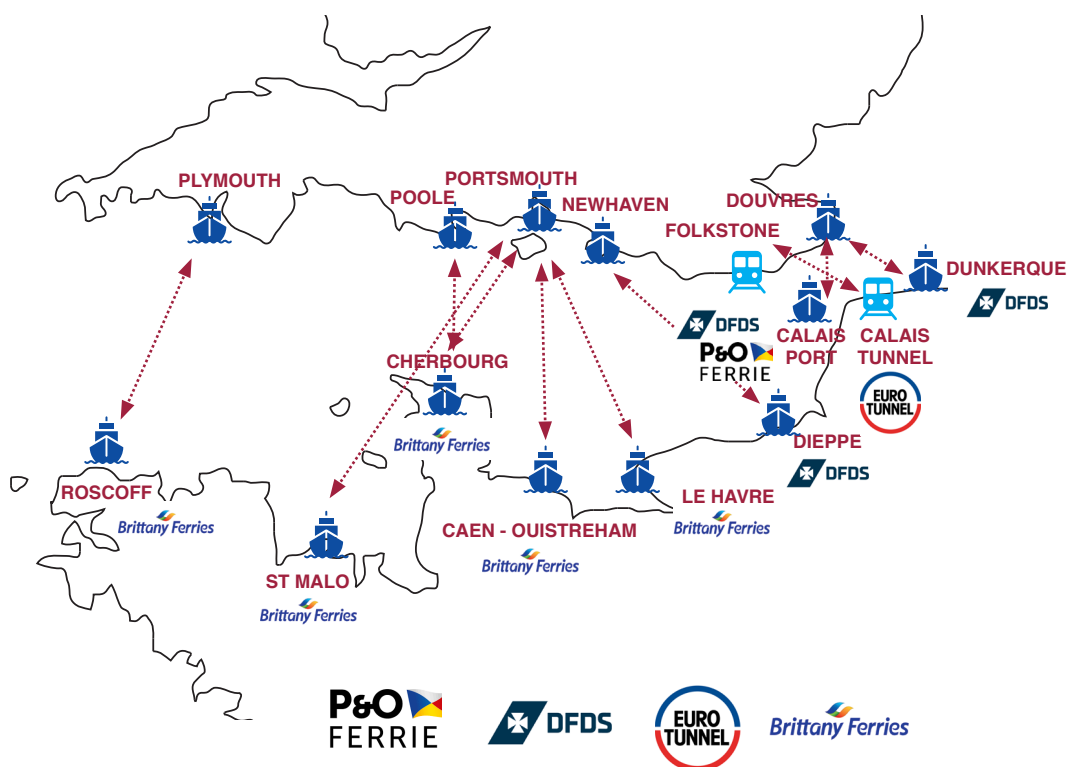 PLYMOUTH
PORTSMOUTH
POOLE
NEWHAVEN
DOUVRES
FOLKSTONE
DUNKERQUE
DFDS
DFDS
P&O
FERRIE
CALAIS
PORT
CALAIS
TUNNEL
EURO
TUNNEL
CHERBOURG
Brittany Ferries
DIEPPE
DFDS
ROSCOFF
Brittany Ferries
LE HAVRE
Brittany Ferries
CAEN - OUISTREHAM
Brittany Ferries
ST MALO
Brittany Ferries
P&O
FERRIE
DFDS
EURO
TUNNEL
Brittany Ferries